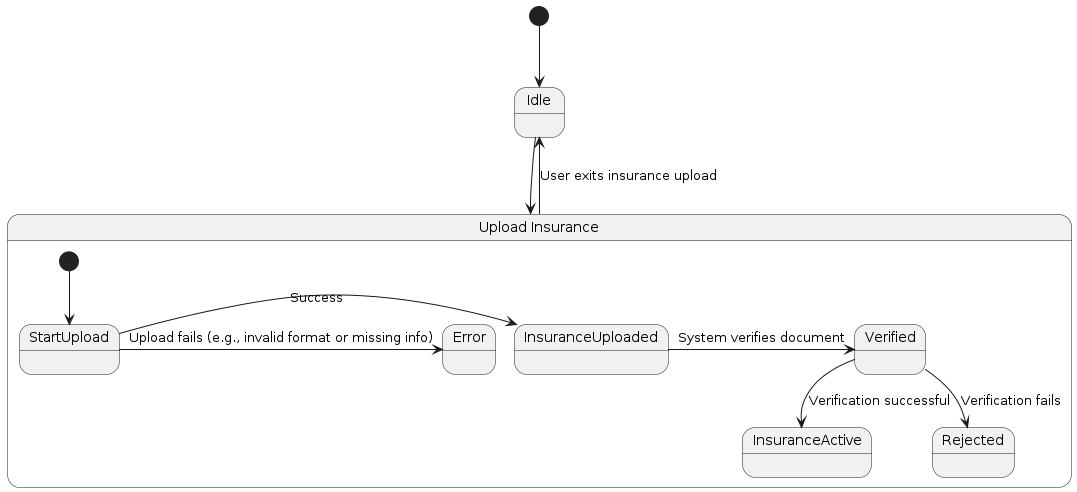 Idle
User exits insurance upload
Upload Insurance
Success
StartUpload
Upload fails (e.g., invalid format or missing info)
Error
InsuranceUploaded
System verifies document
Verified
Verification successful
Verification fails
InsuranceActive
Rejected